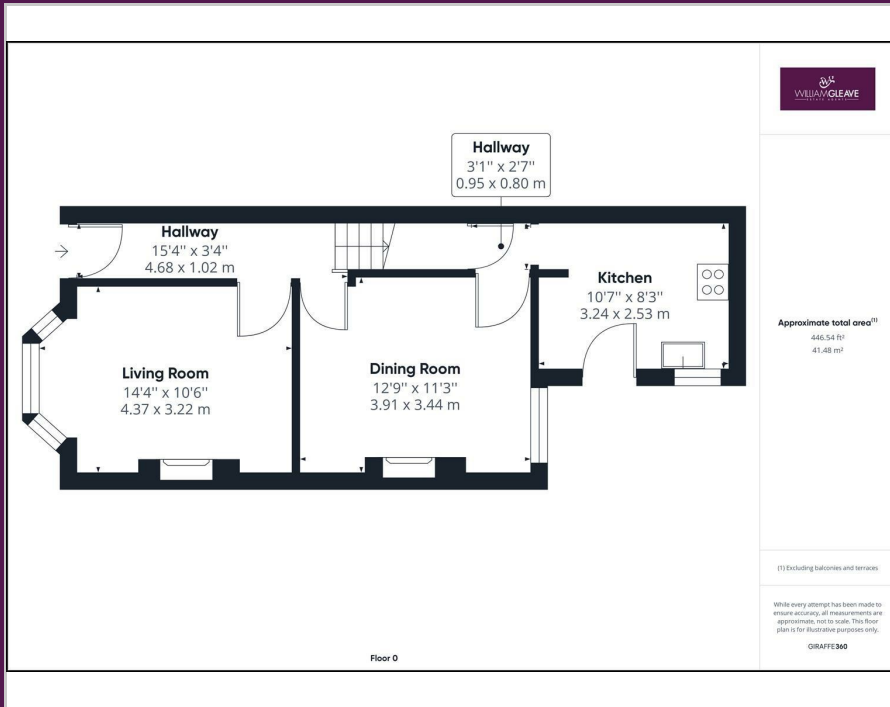 Hallway
3'1'' x 2'7''
0.95 x 0.80 m
Hallway
15'4'' x 3'4''
4.68 x 1.02 m
Kitchen
10'7'' x 8'3''
3.24 x 2.53 m
Living Room
14'4'' x 10'6''
4.37 x 3.22 m
Dining Room
12'9'' x 11'3''
3.91 x 3.44 m
Floor 0
WILLIAMGLEAVE
ESTATE AGENTS
Approximate total area(1)
446.54 ft²
41.48 m²
(1) Excluding balconies and terraces
While every attempt has been made to
ensure accuracy, all measurements are
approximate, not to scale. This floor
plan is for illustrative purposes only.
GIRAFFE360